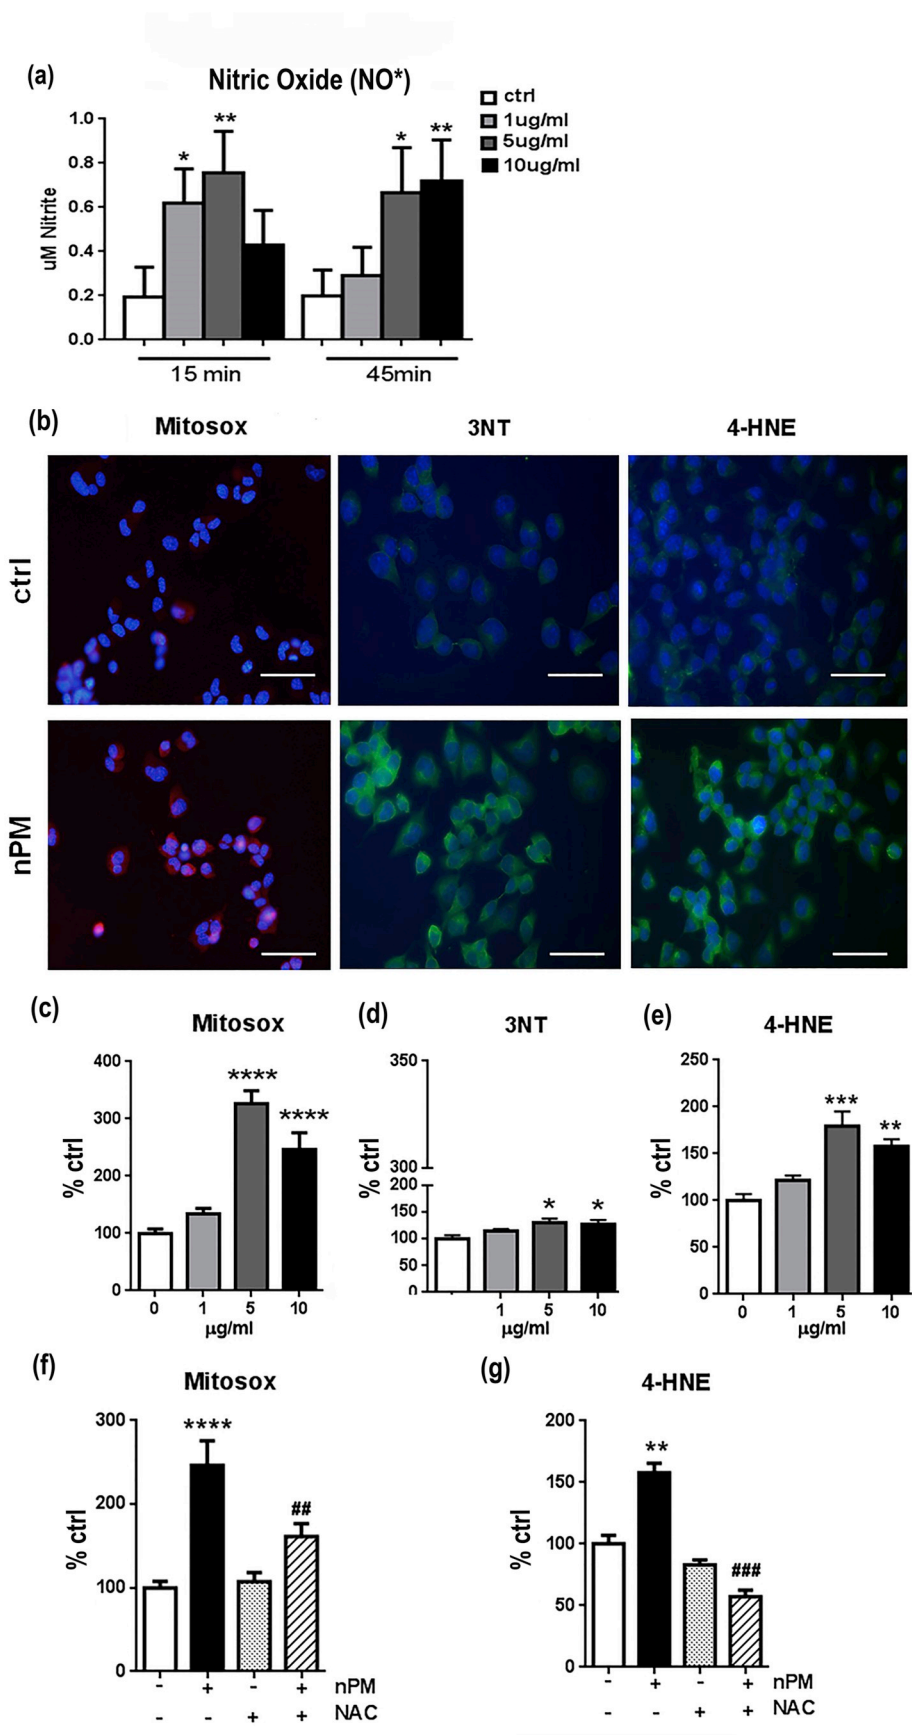 (a)
Nitric Oxide (NO*)
ctrl
1ug/ml
5ug/ml
10ug/ml
uM Nitrite
1.0
0.8
0.6
0.4
0.2
0.0
*
**
*
**
15 min
45min
(b)
Mitosox
3NT
4-HNE
ctrl
nPM
(c)
Mitosox
% ctrl
400
300
200
100
0
****
****
0 1 5 10
µg/ml
(d)
3NT
% ctrl
350
300
200
150
100
50
0
*
*
1 5 10
µg/ml
(e)
4-HNE
% ctrl
250
200
150
100
50
0
***
**
0 1 5 10
µg/ml
(f)
Mitosox
% ctrl
300
200
100
0
****
##
- + - + nPM
- - + + NAC
(g)
4-HNE
% ctrl
200
150
100
50
0
**
###
- + - + nPM
- - + + NAC